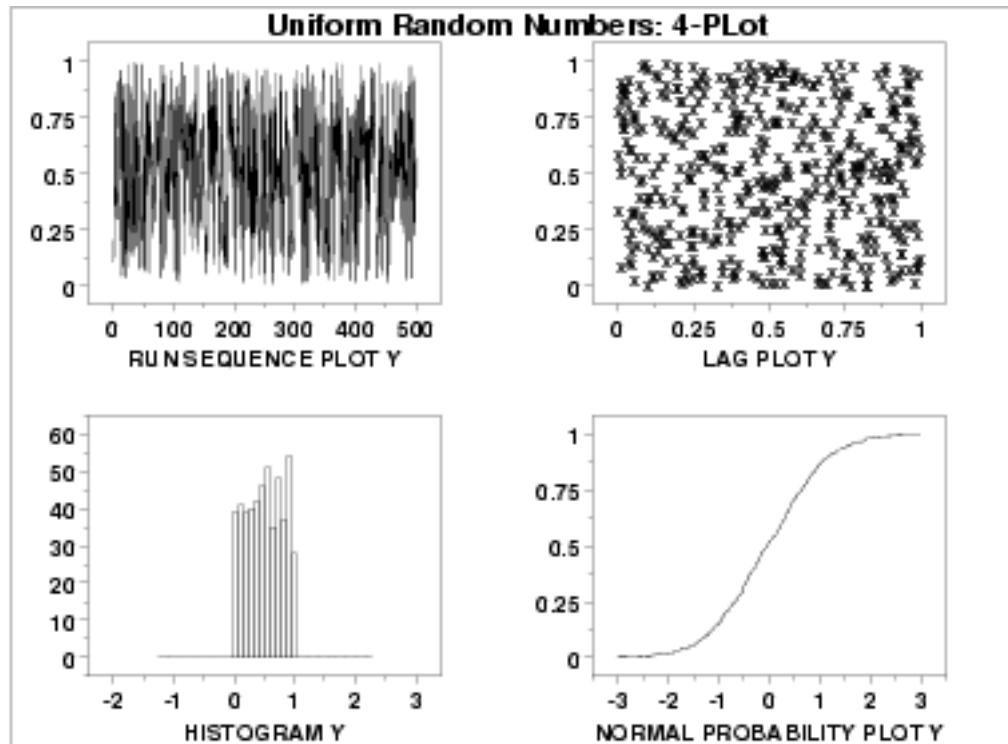 Uniform Random Numbers: 4-PLot
1
0.75
0.5
0.25
0
0 100 200 300 400 500
RUN SEQUENCE PLOT Y
1
0.75
0.5
0.25
0
0 0.25 0.5 0.75 1
LAG PLOT Y
60
50
40
30
20
10
0
-2 -1 0 1 2 3
HISTOGRAM Y
1
0.75
0.5
0.25
0
-3 -2 -1 0 1 2 3
NORMAL PROBABILITY PLOT Y